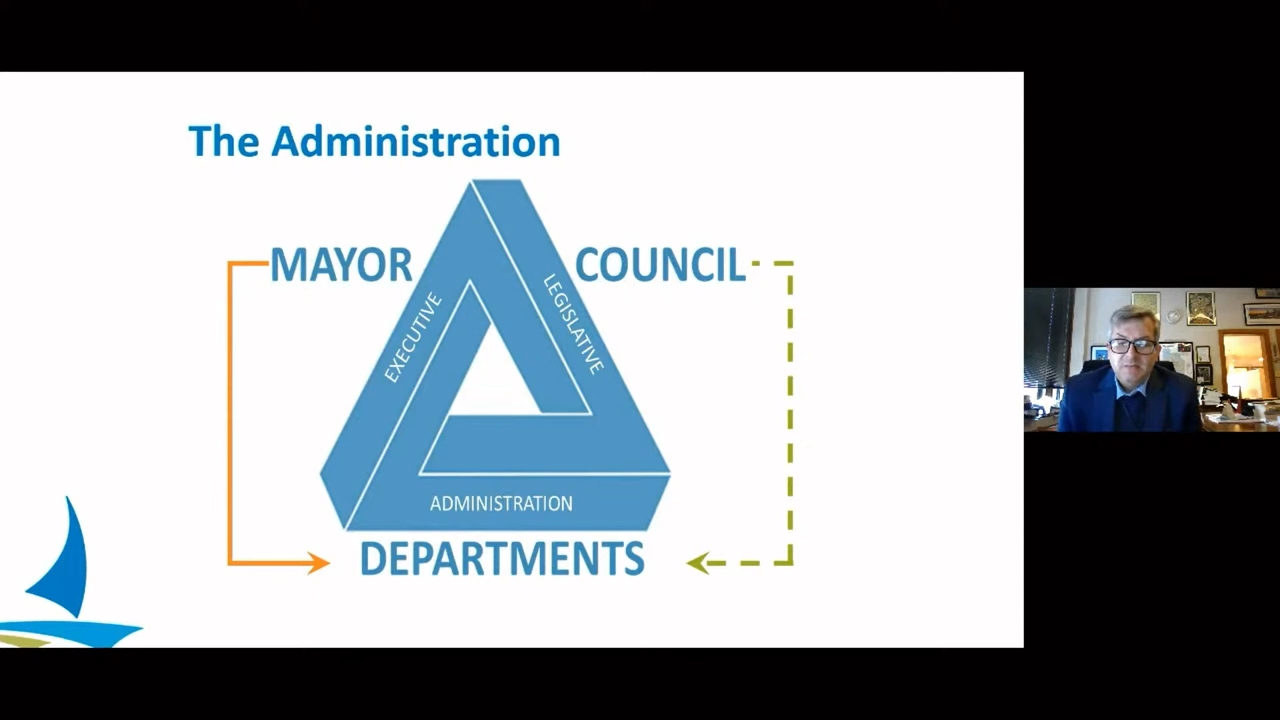 The Administration
MAYOR
COUNCIL
EXECUTIVE
LEGISLATIVE
ADMINISTRATION
DEPARTMENTS